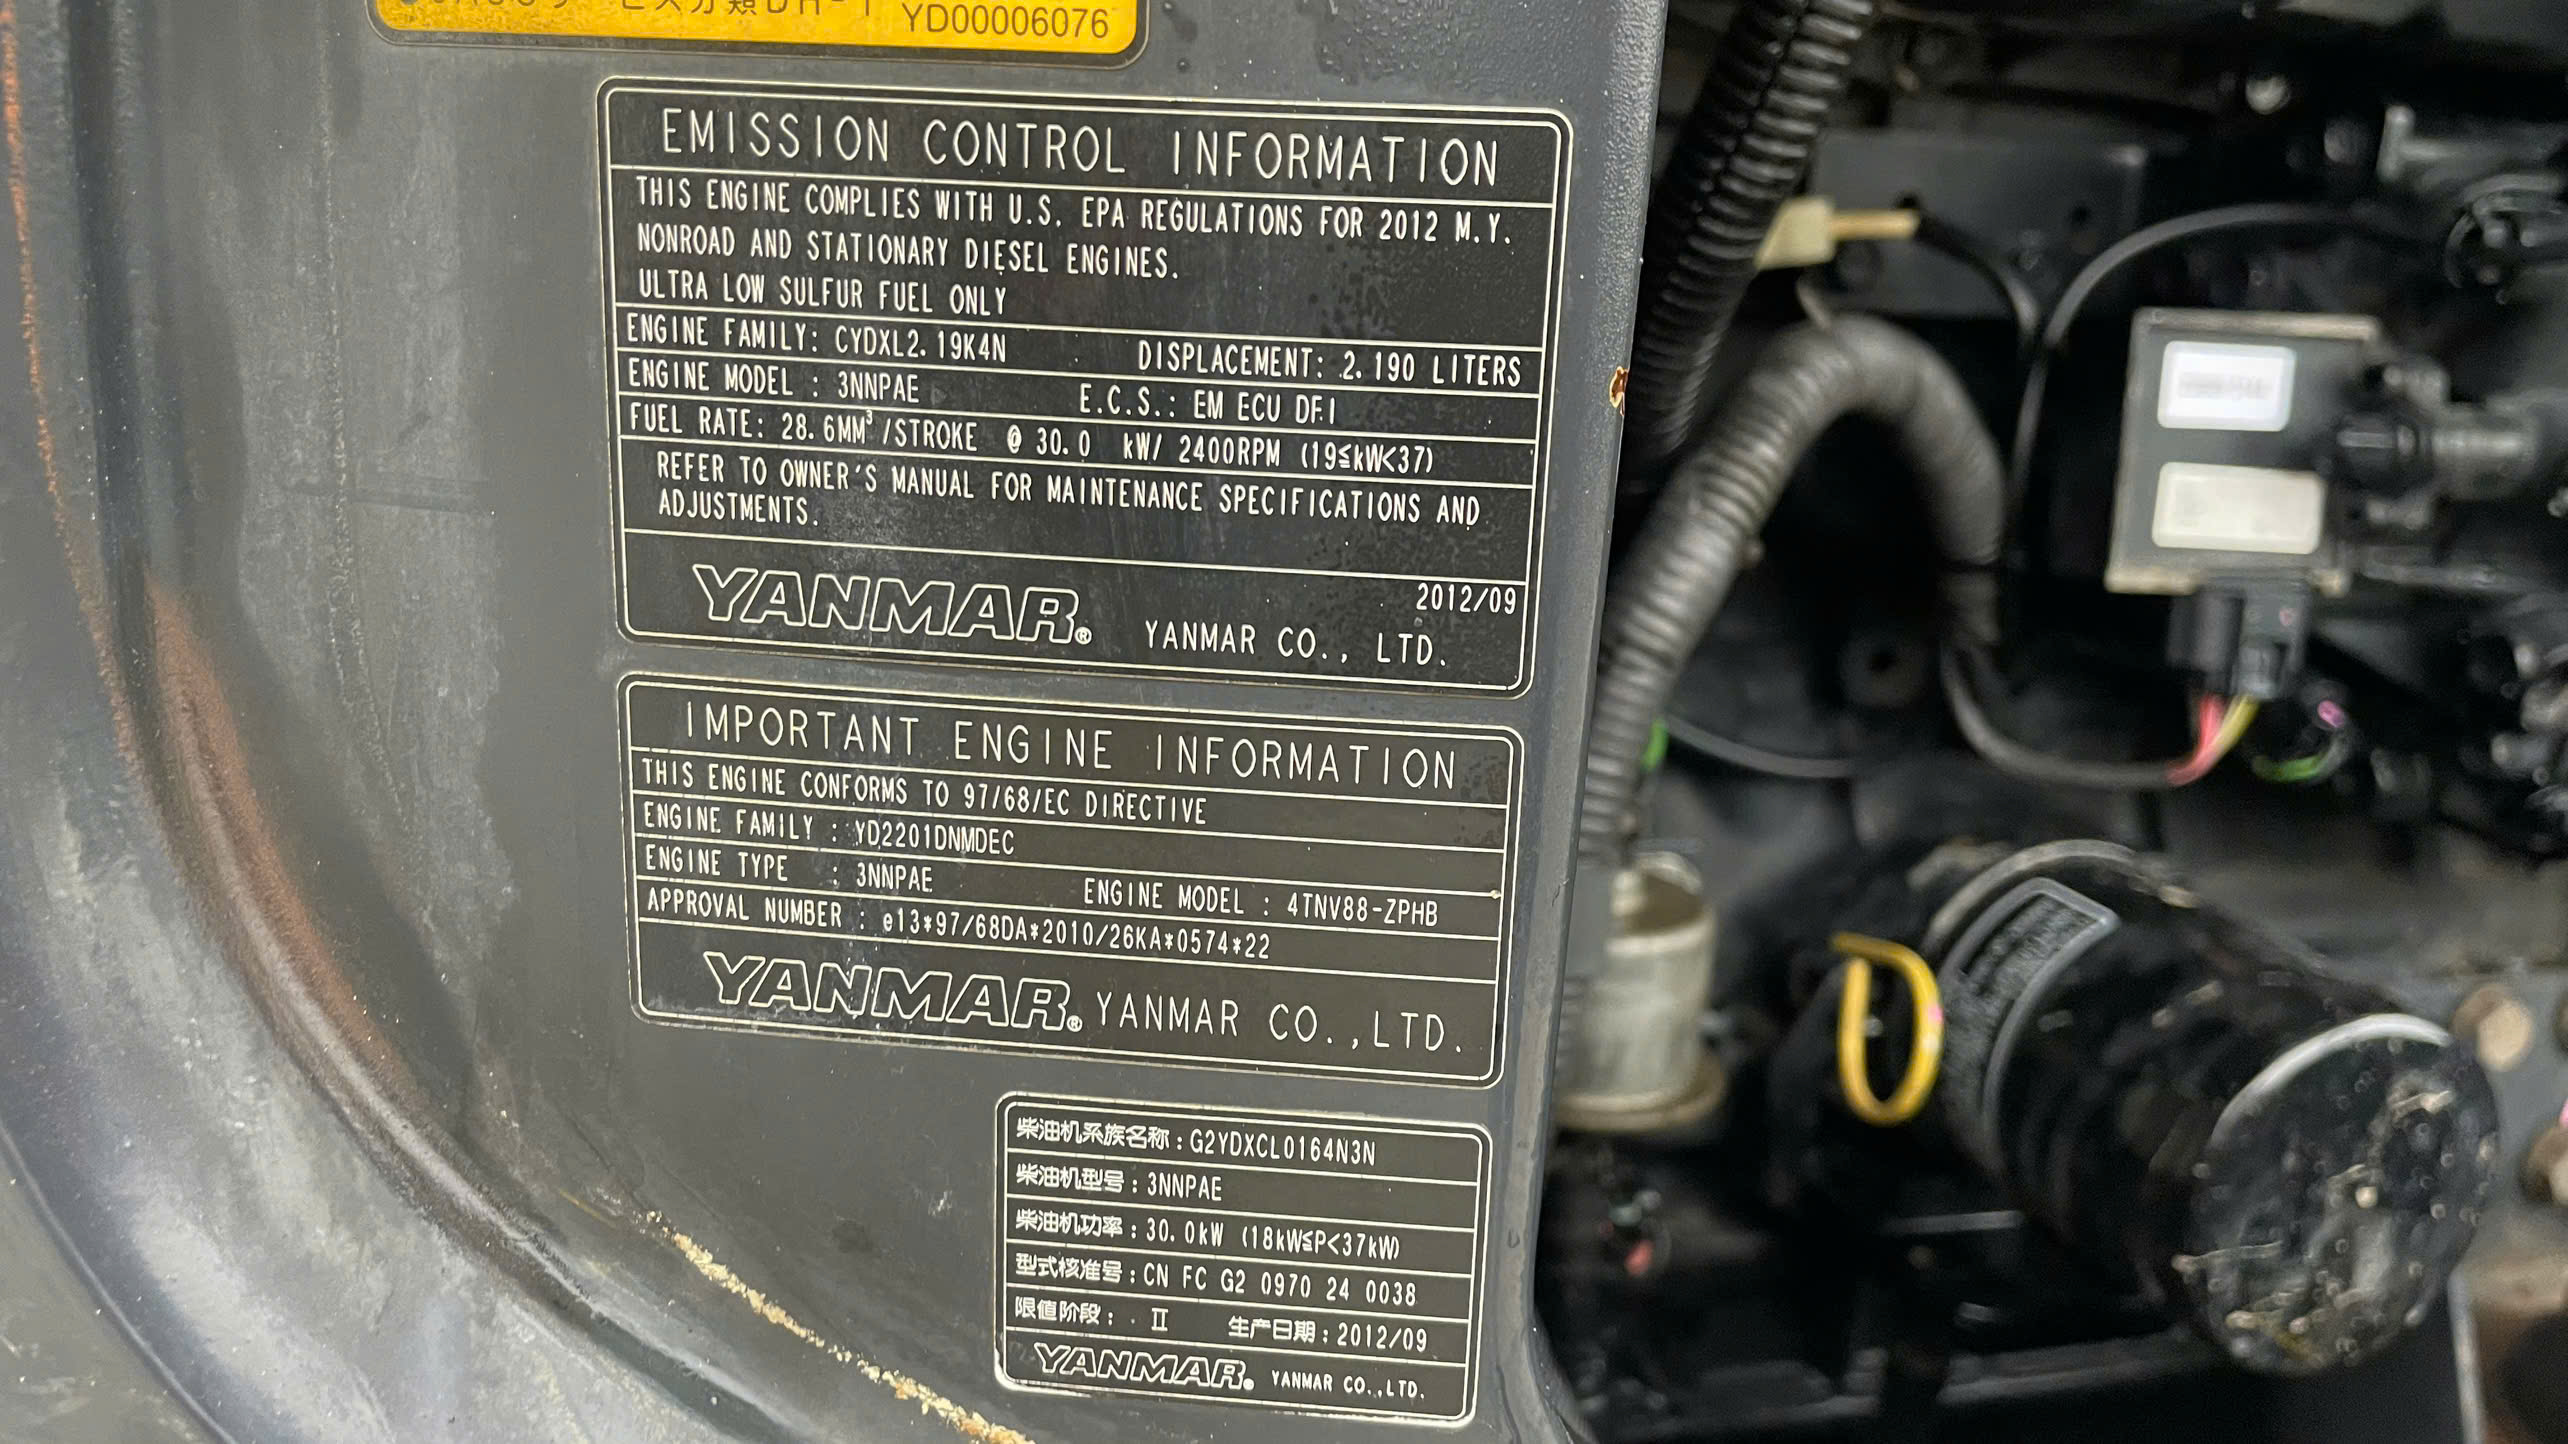 YD00006076
EMISSION CONTROL INFORMATION
THIS ENGINE COMPLIES WITH U.S. EPA REGULATIONS FOR 2012 M.Y.
NONROAD AND STATIONARY DIESEL ENGINES.
ULTRA LOW SULFUR FUEL ONLY
ENGINE FAMILY: CYDXL2.19K4N DISPLACEMENT: 2.190 LITERS
ENGINE MODEL : 3NNPAE E.C.S.: EM ECU DFI
FUEL RATE: 28.6MM³/STROKE @ 30.0 kW/ 2400RPM (19≦kW<37)
REFER TO OWNER'S MANUAL FOR MAINTENANCE SPECIFICATIONS AND
ADJUSTMENTS.
2012/09
YANMAR® YANMAR CO., LTD.
IMPORTANT ENGINE INFORMATION
THIS ENGINE CONFORMS TO 97/68/EC DIRECTIVE
ENGINE FAMILY : YD2201DNMDEC
ENGINE TYPE : 3NNPAE ENGINE MODEL : 4TNV88-ZPHB
APPROVAL NUMBER : e13*97/68DA*2010/26KA*0574*22
YANMAR® YANMAR CO.,LTD.
柴油机系族名称：G2YDXCL0164N3N
柴油机型号：3NNPAE
柴油机功率：30.0kW (18kW≦P<37kW)
型式核准号：CN FC G2 0970 24 0038
限值阶段： Ⅱ 生产日期：2012/09
YANMAR® YANMAR CO.,LTD.